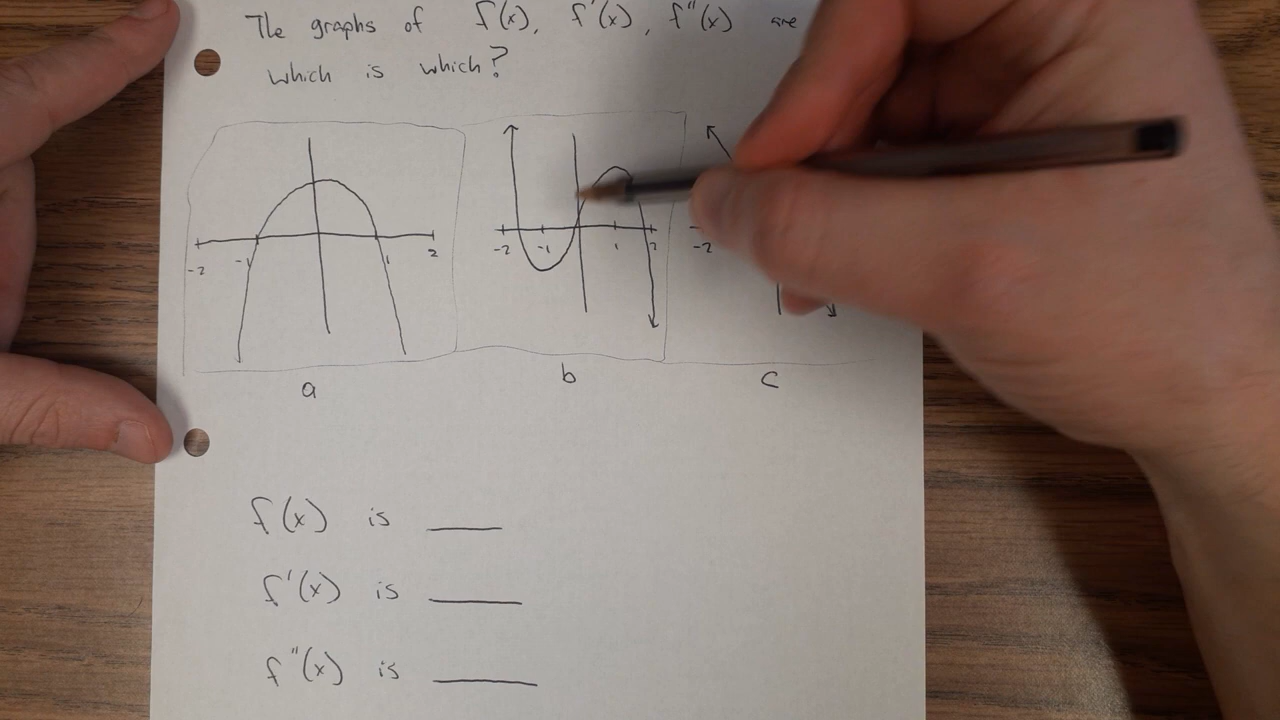 The graphs of f(x), f'(x), f"(x) are
which is which?
-2 -1 1 2
-2 -1 1 2
-2
a b c
f(x) is ____
f'(x) is ____
f"(x) is ____